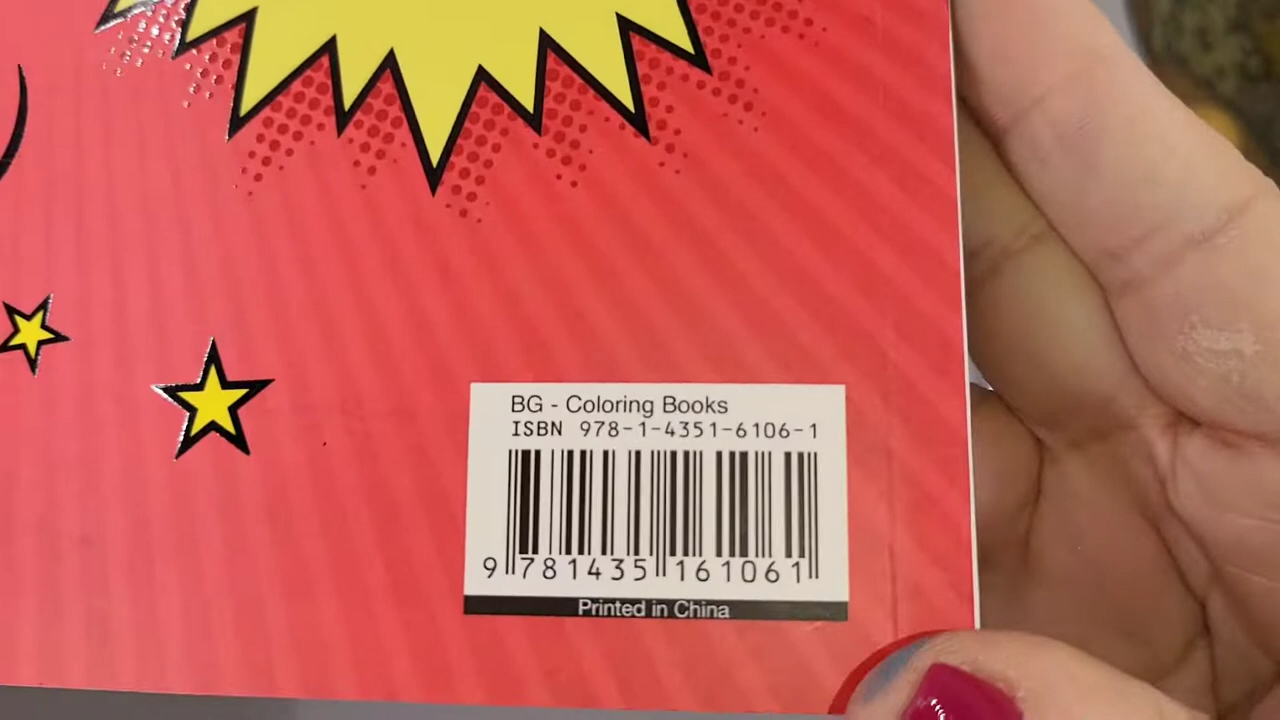 BG - Coloring Books
ISBN 978-1-4351-6106-1
9 781435 161061
Printed in China